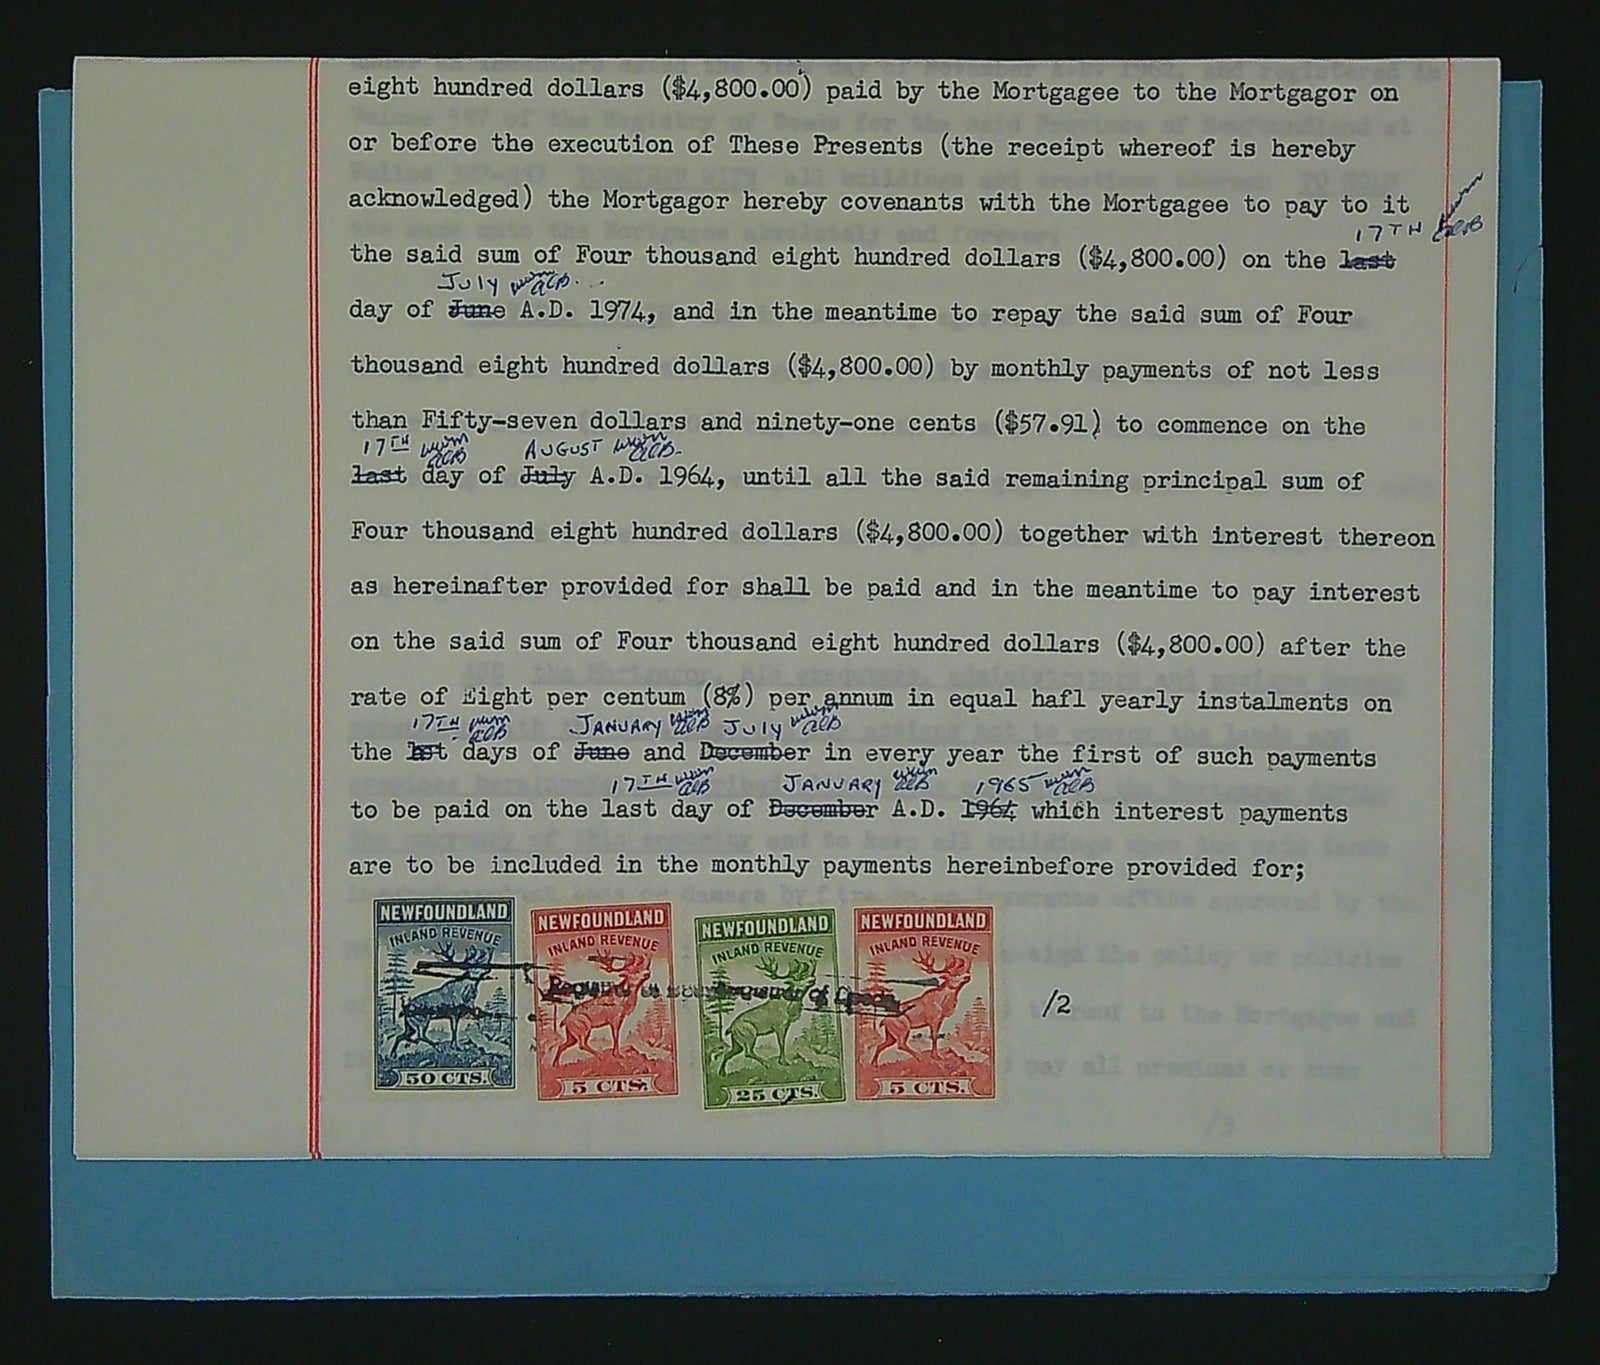 eight hundred dollars ($4,800.00) paid by the Mortgagee to the Mortgagor on
or before the execution of These Presents (the receipt whereof is hereby
acknowledged) the Mortgagor hereby covenants with the Mortgagee to pay to it
17TH
the said sum of Four thousand eight hundred dollars ($4,800.00) on the last
July
day of June A.D. 1974, and in the meantime to repay the said sum of Four
thousand eight hundred dollars ($4,800.00) by monthly payments of not less
than Fifty-seven dollars and ninety-one cents ($57.91) to commence on the
17TH AUGUST
last day of July A.D. 1964, until all the said remaining principal sum of
Four thousand eight hundred dollars ($4,800.00) together with interest thereon
as hereinafter provided for shall be paid and in the meantime to pay interest
on the said sum of Four thousand eight hundred dollars ($4,800.00) after the
rate of Eight per centum (8%) per annum in equal hafl yearly instalments on
17TH JANUARY JULY
the last days of June and December in every year the first of such payments
17TH JANUARY 1965
to be paid on the last day of December A.D. 1964 which interest payments
are to be included in the monthly payments hereinbefore provided for;
NEWFOUNDLAND NEWFOUNDLAND NEWFOUNDLAND NEWFOUNDLAND
INLAND REVENUE INLAND REVENUE INLAND REVENUE INLAND REVENUE
of Deeds
/2
50 CTS. 5 CTS. 25 CTS. 5 CTS.